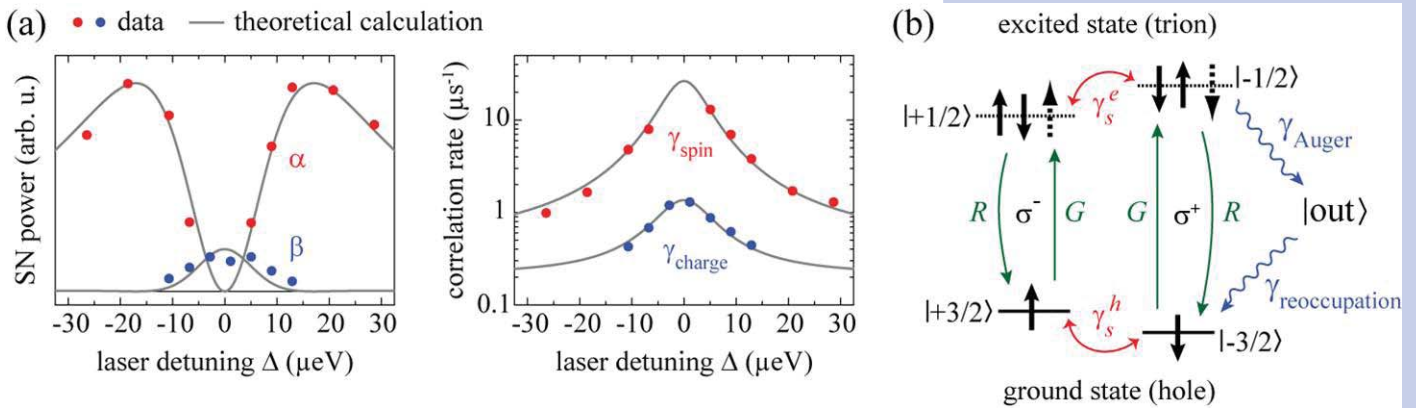 (a) ● ● data — theoretical calculation
SN power (arb. u.)
α
β
-30 -20 -10 0 10 20 30
laser detuning Δ (µeV)
correlation rate (µs⁻¹)
10
1
0.1
γspin
γcharge
-30 -20 -10 0 10 20 30
laser detuning Δ (µeV)
(b)
excited state (trion)
|+1/2⟩ γₛᵉ |-1/2⟩
γAuger
R σ⁻ G G σ⁺ R |out⟩
γreoccupation
|+3/2⟩ γₛʰ |-3/2⟩
ground state (hole)